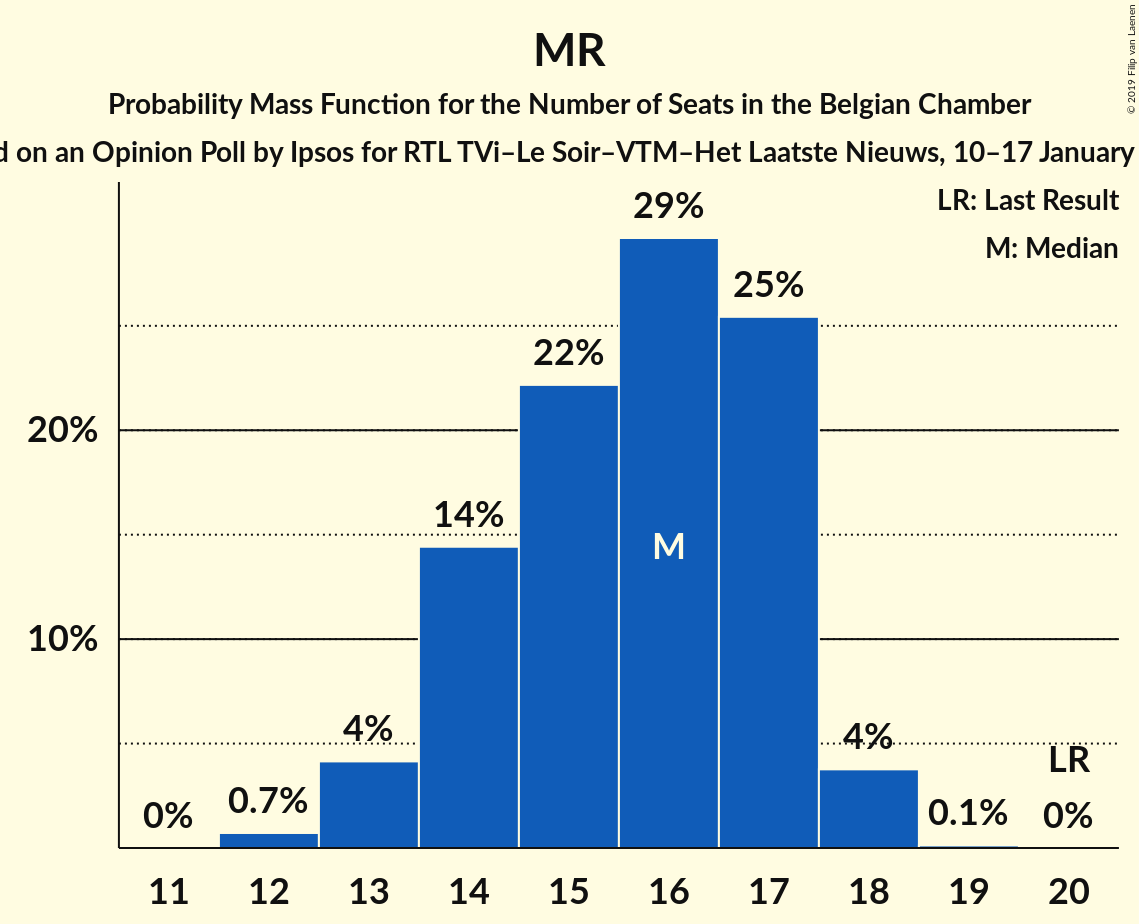 MR
Probability Mass Function for the Number of Seats in the Belgian Chamber
on an Opinion Poll by Ipsos for RTL TVi–Le Soir–VTM–Het Laatste Nieuws, 10–17 January
© 2019 Filip van Laenen
LR: Last Result
M: Median
29%
25%
22%
20%
14%
M
10%
4%
4%
LR
0%
0.7%
0.1%
0%
11 12 13 14 15 16 17 18 19 20